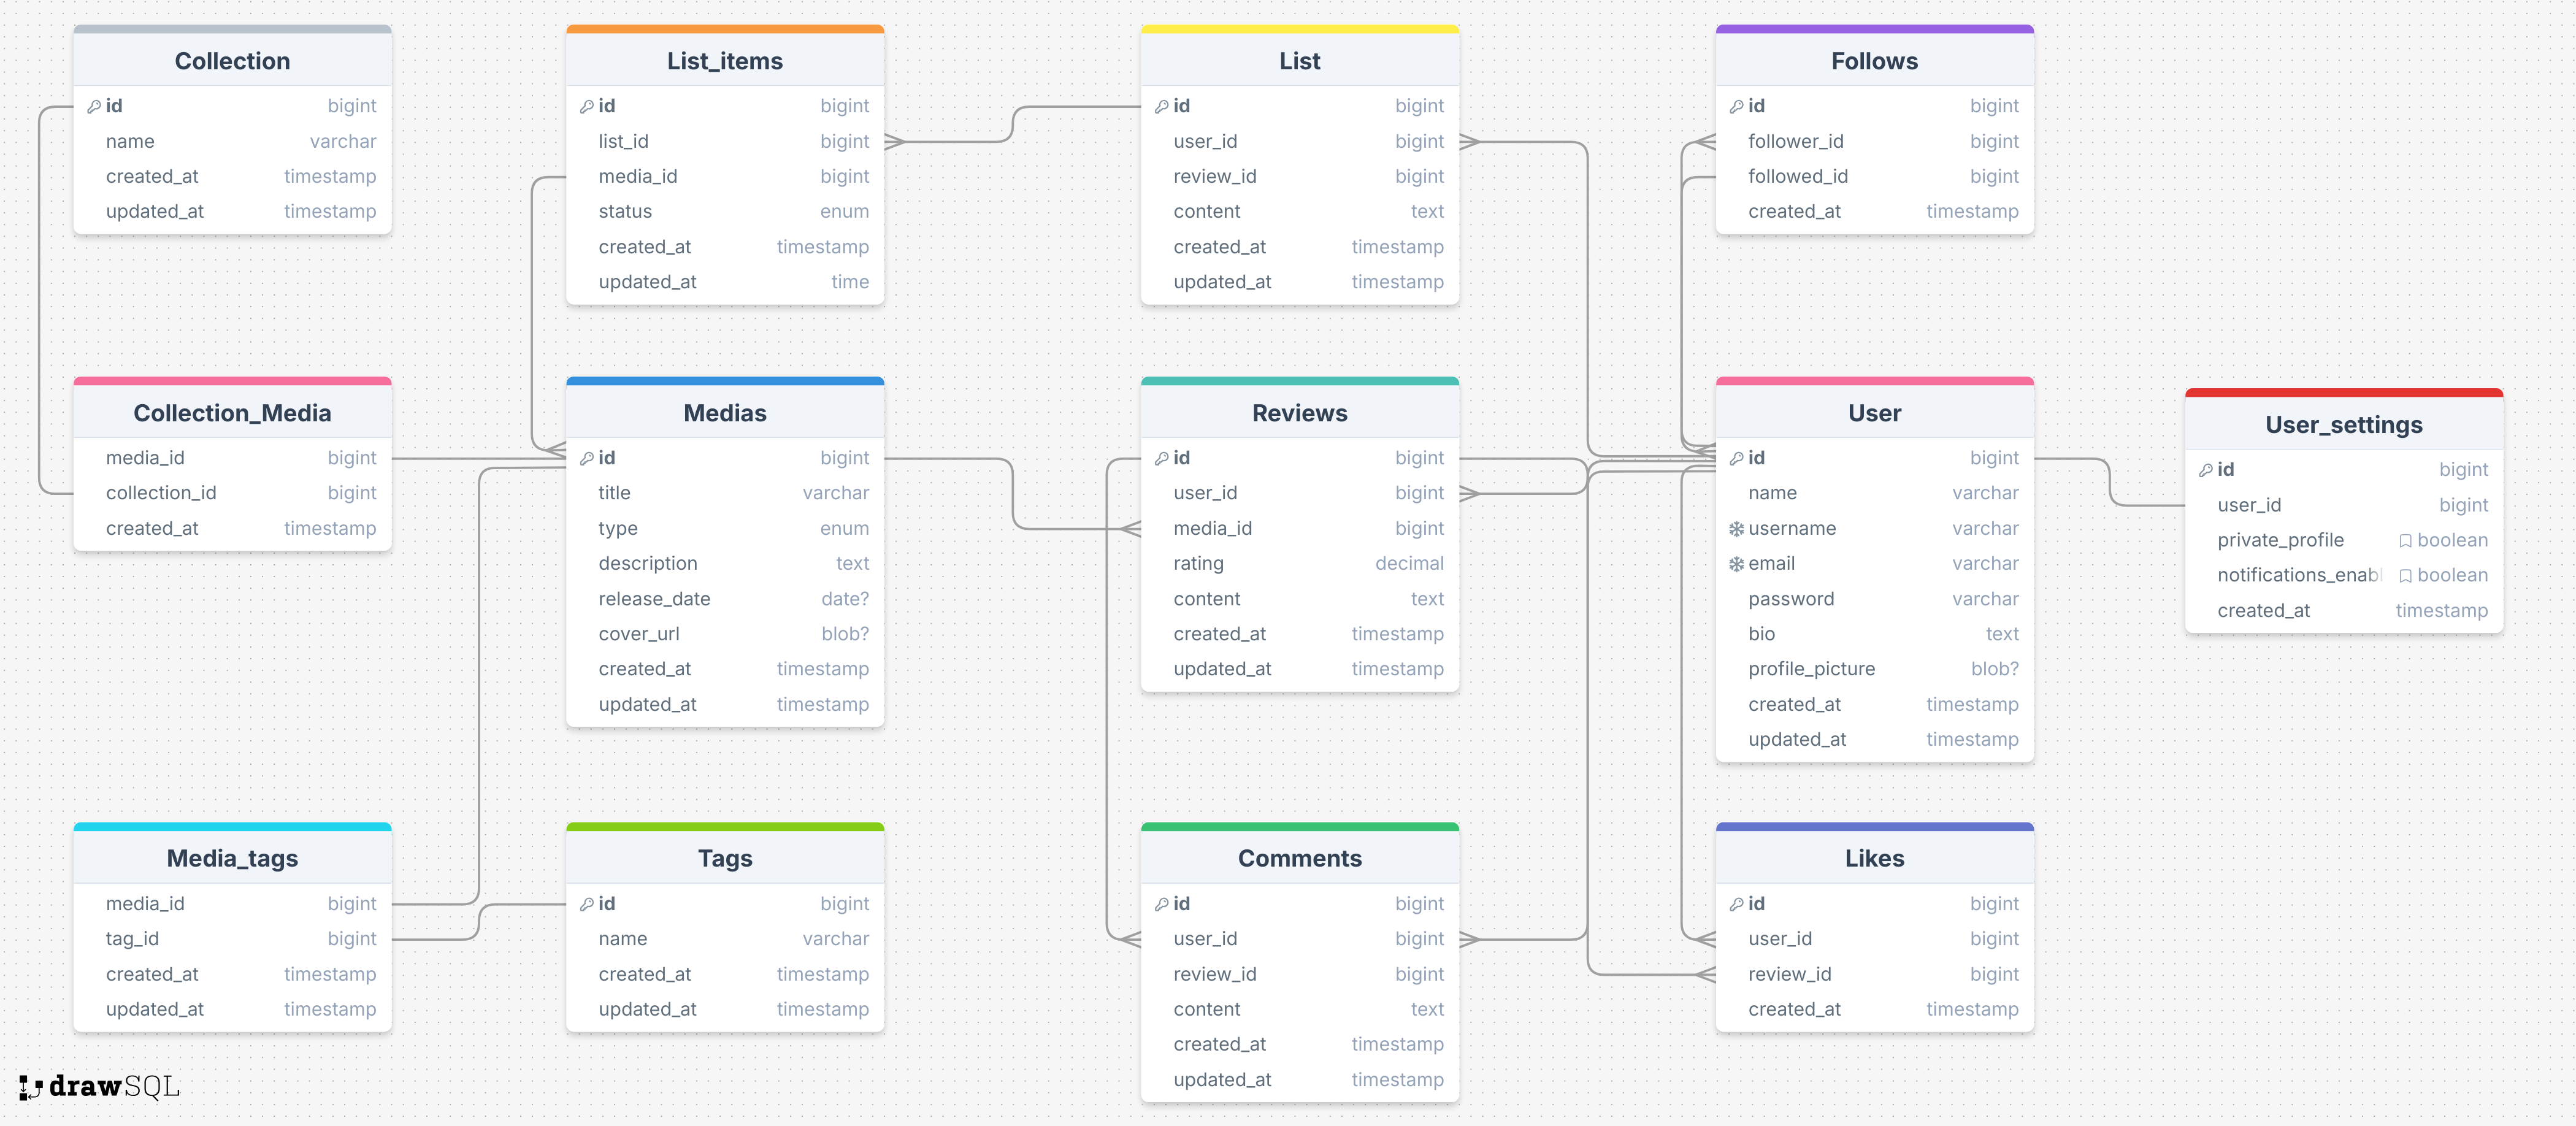 Collection
id bigint
name varchar
created_at timestamp
updated_at timestamp
List_items
id bigint
list_id bigint
media_id bigint
status enum
created_at timestamp
updated_at time
List
id bigint
user_id bigint
review_id bigint
content text
created_at timestamp
updated_at timestamp
Follows
id bigint
follower_id bigint
followed_id bigint
created_at timestamp
Collection_Media
media_id bigint
collection_id bigint
created_at timestamp
Medias
id bigint
title varchar
type enum
description text
release_date date?
cover_url blob?
created_at timestamp
updated_at timestamp
Reviews
id bigint
user_id bigint
media_id bigint
rating decimal
content text
created_at timestamp
updated_at timestamp
User
id bigint
name varchar
username varchar
email varchar
password varchar
bio text
profile_picture blob?
created_at timestamp
updated_at timestamp
User_settings
id bigint
user_id bigint
private_profile boolean
notifications_enab boolean
created_at timestamp
Media_tags
media_id bigint
tag_id bigint
created_at timestamp
updated_at timestamp
Tags
id bigint
name varchar
created_at timestamp
updated_at timestamp
Comments
id bigint
user_id bigint
review_id bigint
content text
created_at timestamp
updated_at timestamp
Likes
id bigint
user_id bigint
review_id bigint
created_at timestamp
drawSQL